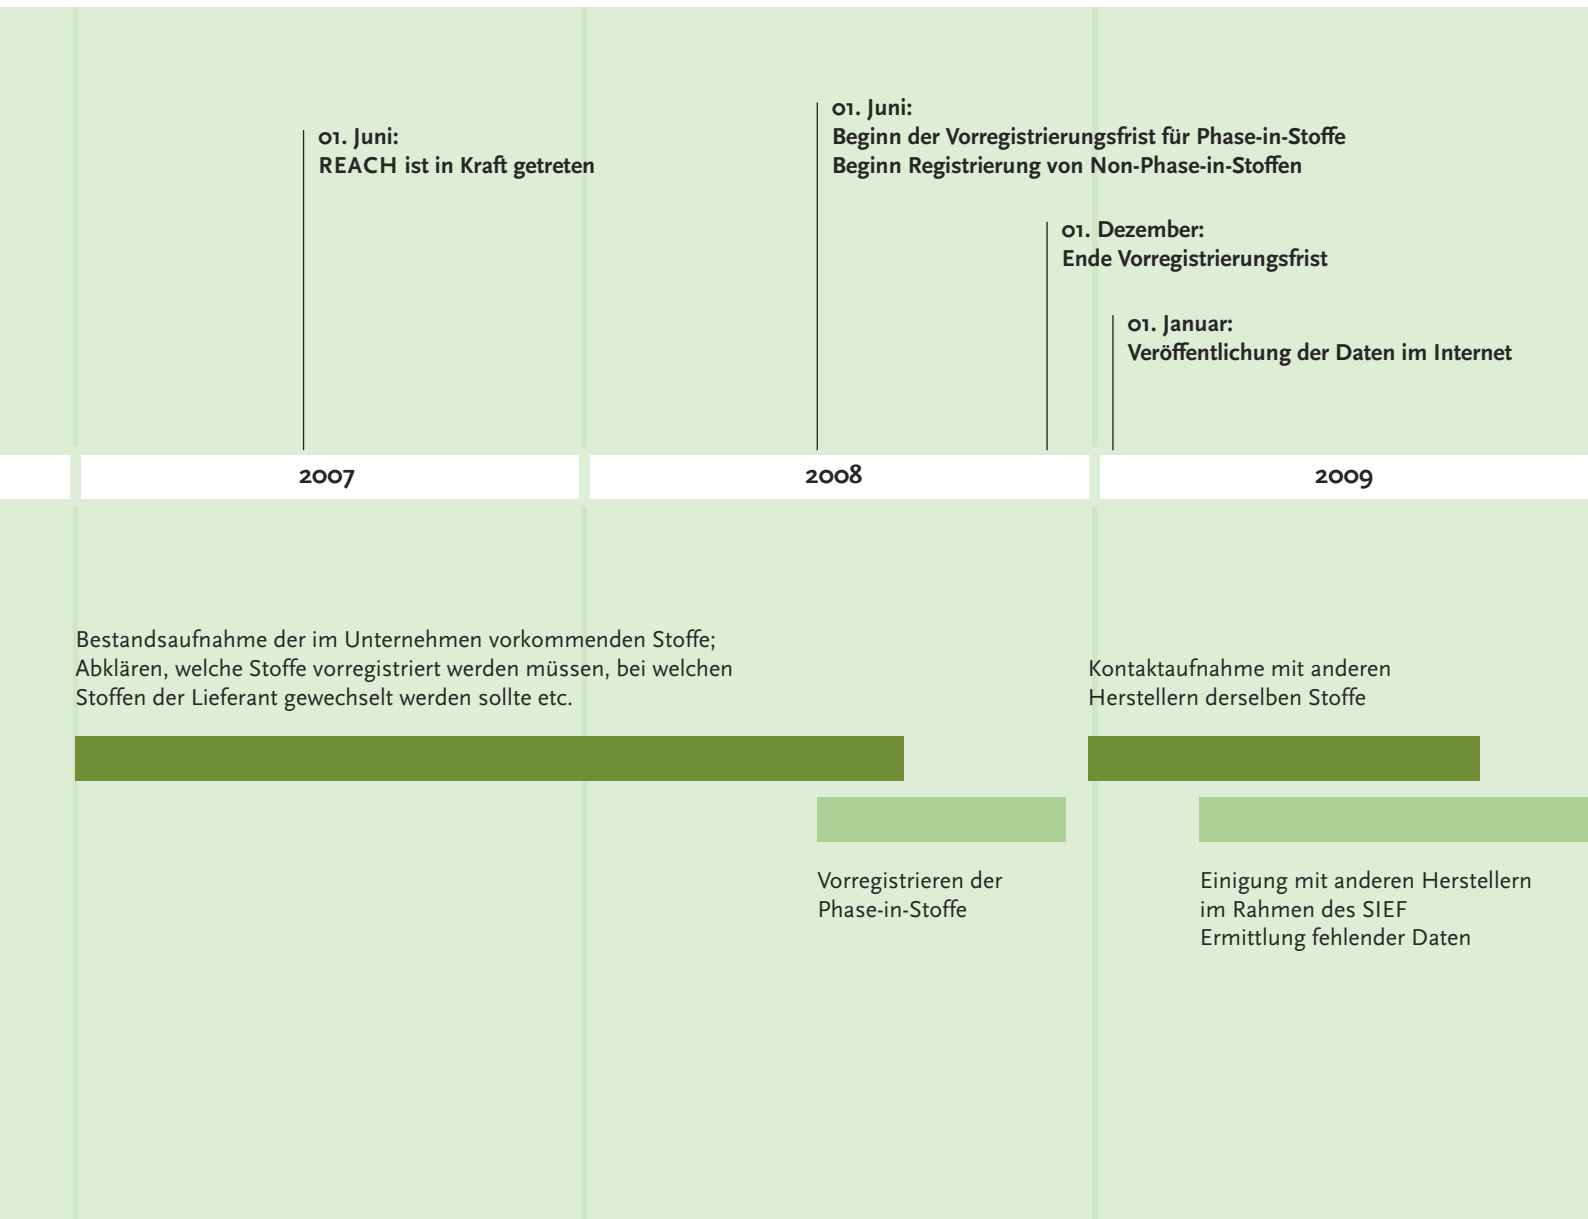 01. Juni:
REACH ist in Kraft getreten
01. Juni:
Beginn der Vorregistrierungsfrist für Phase-in-Stoffe
Beginn Registrierung von Non-Phase-in-Stoffen
01. Dezember:
Ende Vorregistrierungsfrist
01. Januar:
Veröffentlichung der Daten im Internet
2007
2008
2009
Bestandsaufnahme der im Unternehmen vorkommenden Stoffe;
Abklären, welche Stoffe vorregistriert werden müssen, bei welchen
Stoffen der Lieferant gewechselt werden sollte etc.
Kontaktaufnahme mit anderen
Herstellern derselben Stoffe
Vorregistrieren der
Phase-in-Stoffe
Einigung mit anderen Herstellern
im Rahmen des SIEF
Ermittlung fehlender Daten